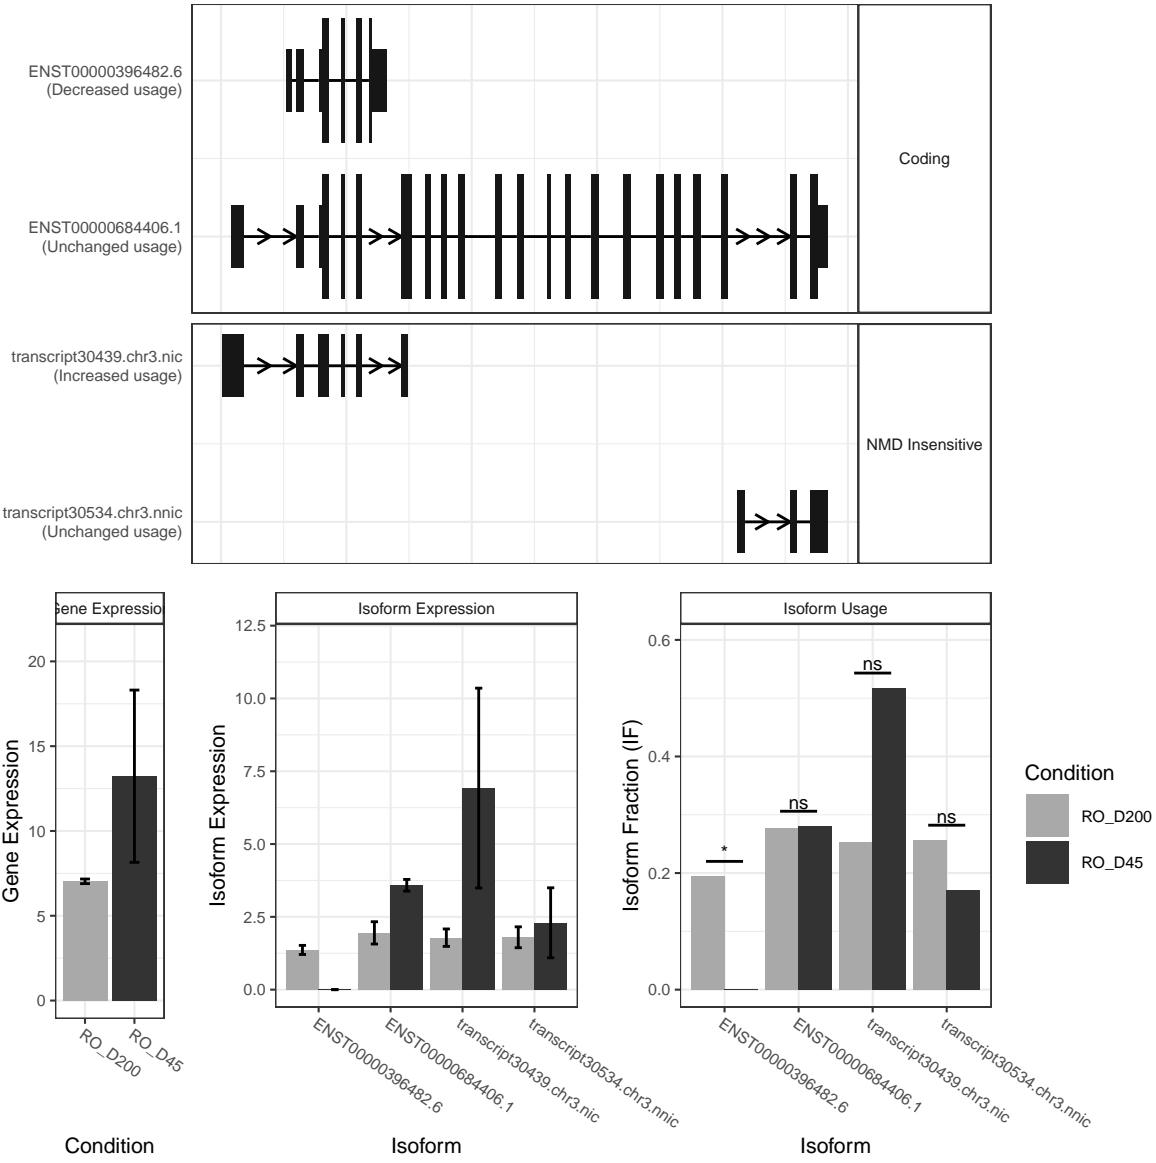 ENST00000396482.6
(Decreased usage)
Coding
ENST00000684406.1
(Unchanged usage)
transcript30439.chr3.nic
(Increased usage)
NMD Insensitive
transcript30534.chr3.nnic
(Unchanged usage)
Gene Expression
Isoform Expression
Isoform Usage
Gene Expression
20
15
10
5
0
RO_D200
RO_D45
Condition
Isoform Expression
12.5
10.0
7.5
5.0
2.5
0.0
ENST00000396482.6
ENST00000684406.1
transcript30439.chr3.nic
transcript30534.chr3.nnic
Isoform
Isoform Fraction (IF)
0.6
0.4
0.2
0.0
*
ns
ns
ns
ENST00000396482.6
ENST00000684406.1
transcript30439.chr3.nic
transcript30534.chr3.nnic
Isoform
Condition
RO_D200
RO_D45